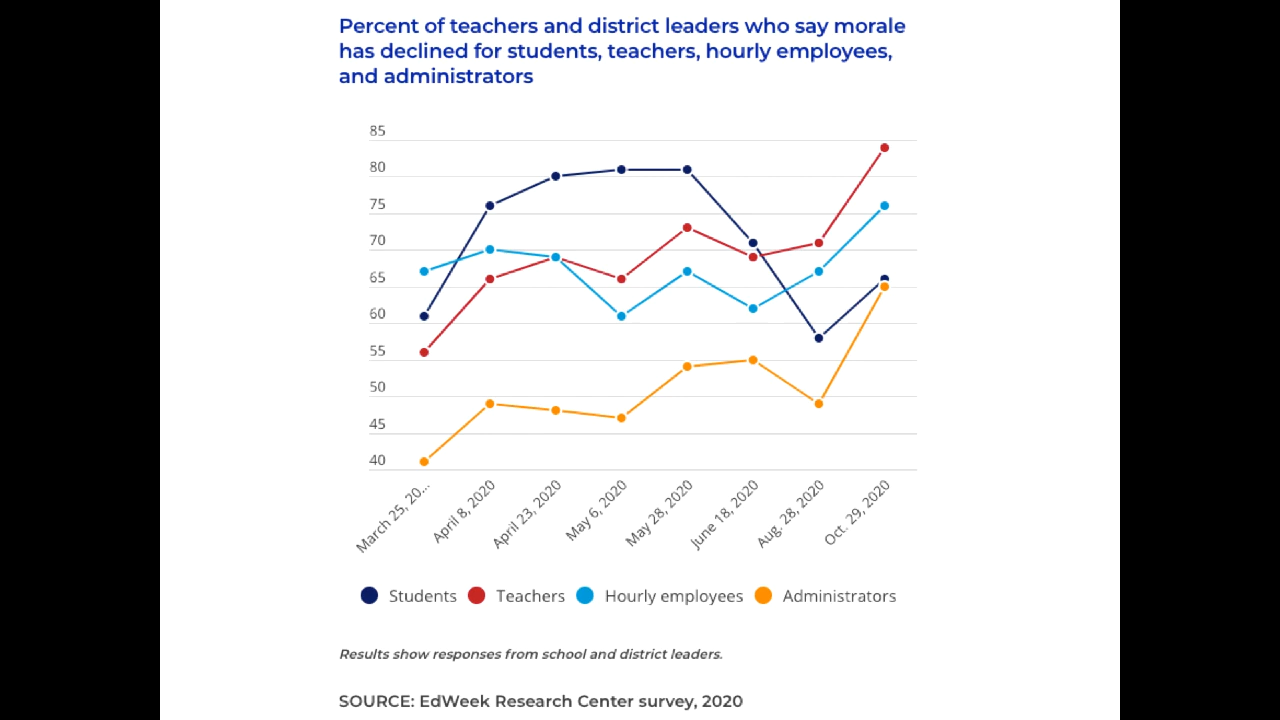 Percent of teachers and district leaders who say morale
has declined for students, teachers, hourly employees,
and administrators
85
80
75
70
65
60
55
50
45
40
March 25, 20...
April 8, 2020
April 23, 2020
May 6, 2020
May 28, 2020
June 18, 2020
Aug. 28, 2020
Oct. 29, 2020
Students Teachers Hourly employees Administrators
Results show responses from school and district leaders.
SOURCE: EdWeek Research Center survey, 2020